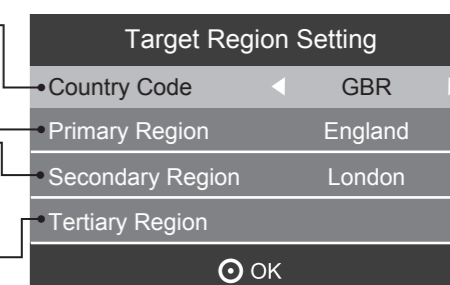 Target Region Setting
Country Code GBR
Primary Region England
Secondary Region London
Tertiary Region
OK